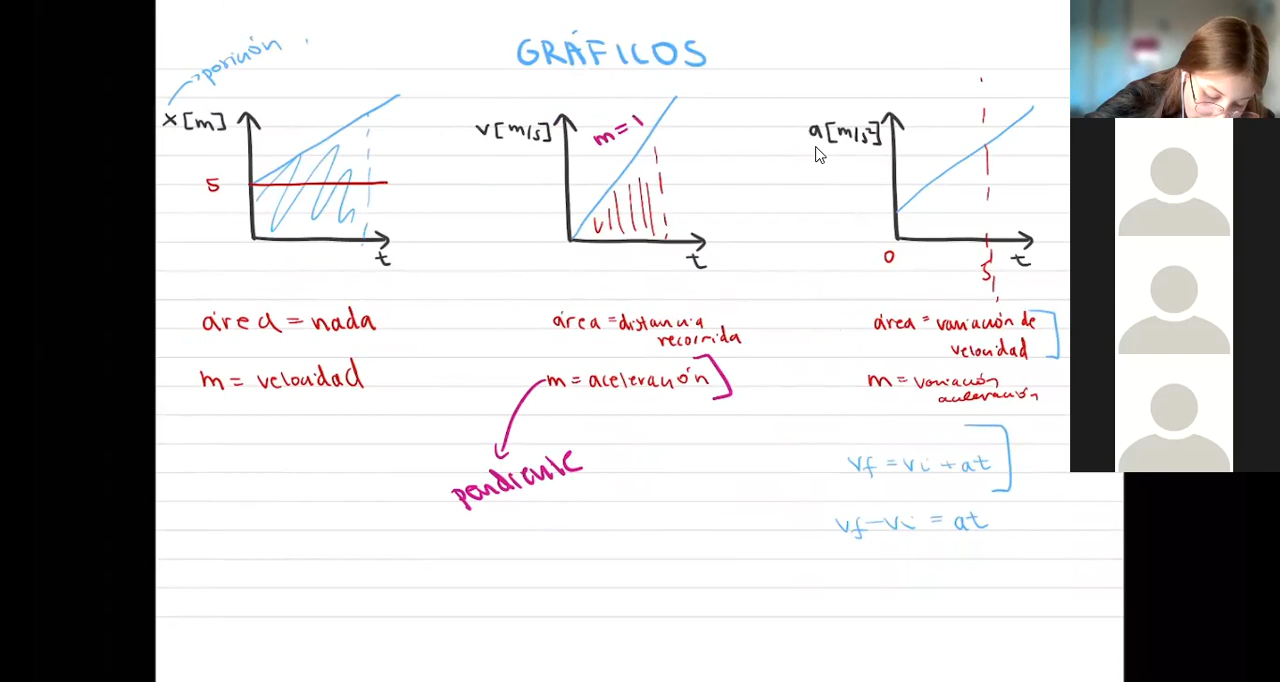 GRÁFICOS
posición
x [m]
5
t
área = nada
m = velocidad
v [m/s]
m = 1
t
área = distancia
recorrida
m = aceleración
pendiente
a [m/s²]
0
5
t
área = variación de
velocidad
m = variación
aceleración
vf = vi + at
vf - vi = at